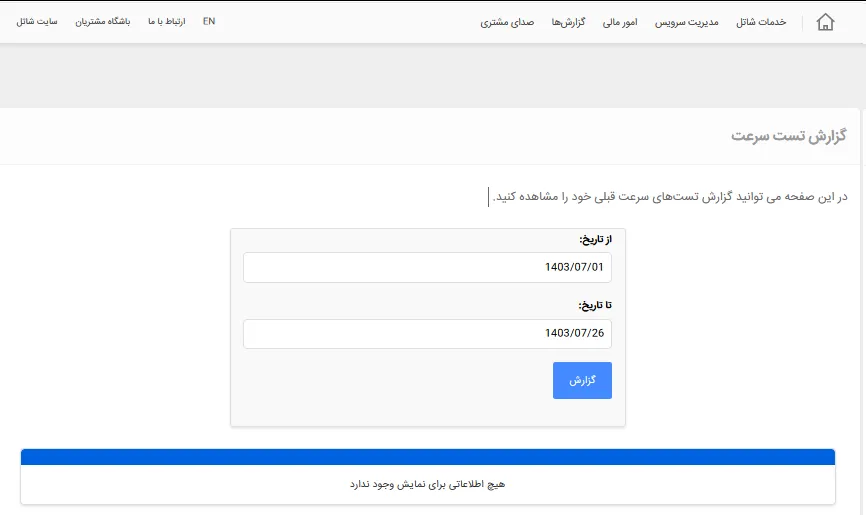 خدمات شاتل مدیریت سرویس امور مالی گزارش‌ها صدای مشتری EN ارتباط با ما باشگاه مشتریان سایت شاتل
گزارش تست سرعت
در این صفحه می توانید گزارش تست‌های سرعت قبلی خود را مشاهده کنید.
از تاریخ:
1403/07/01
تا تاریخ:
1403/07/26
گزارش
هیچ اطلاعاتی برای نمایش وجود ندارد